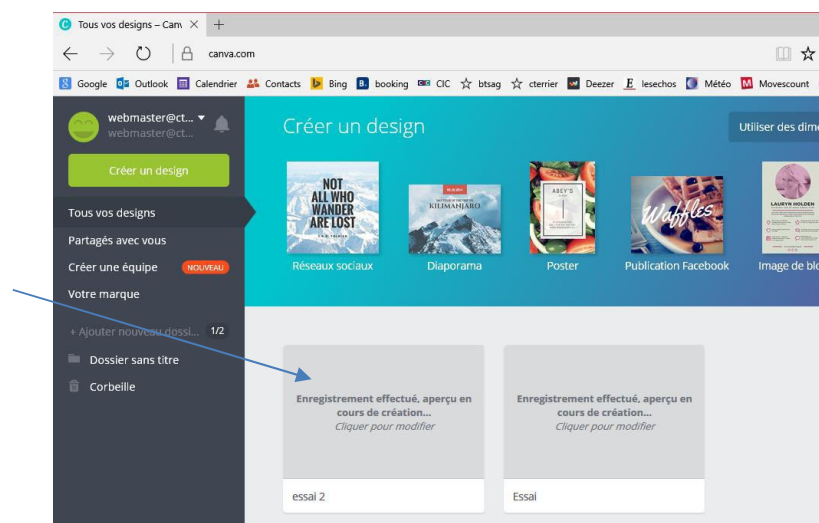 Tous vos designs – Canv
canva.com
Google Outlook Calendrier Contacts Bing booking CIC btsag cterrier Deezer lesechos Météo Movescount
webmaster@ct...
webmaster@ct...
Créer un design
Tous vos designs
Partagés avec vous
Créer une équipe NOUVEAU
Votre marque
+ Ajouter nouveau dossi... 1/2
Dossier sans titre
Corbeille
Créer un design
Utiliser des dime
NOT
ALL WHO
WANDER
ARE LOST
KILIMANJARO
ABEY'S
Waffles
LAURYN HOLDEN
Réseaux sociaux
Diaporama
Poster
Publication Facebook
Image de blo
Enregistrement effectué, aperçu en
cours de création...
Cliquer pour modifier
essai 2
Enregistrement effectué, aperçu en
cours de création...
Cliquer pour modifier
Essai